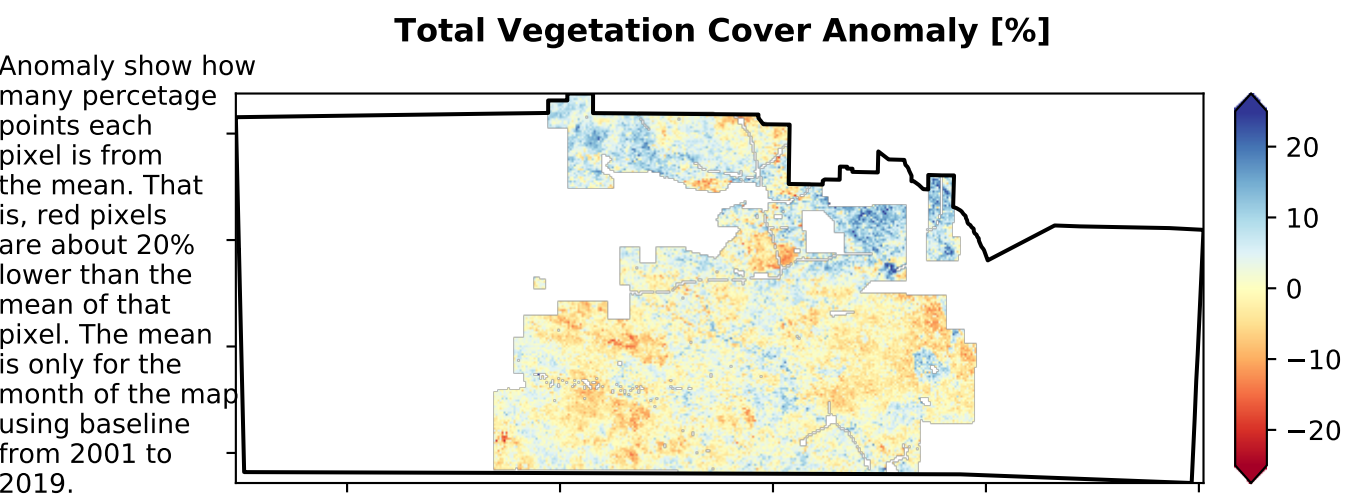 Total Vegetation Cover Anomaly [%]
Anomaly show how
many percetage
points each
pixel is from
the mean. That
is, red pixels
are about 20%
lower than the
mean of that
pixel. The mean
is only for the
month of the map
using baseline
from 2001 to
2019.
20
10
0
−10
−20